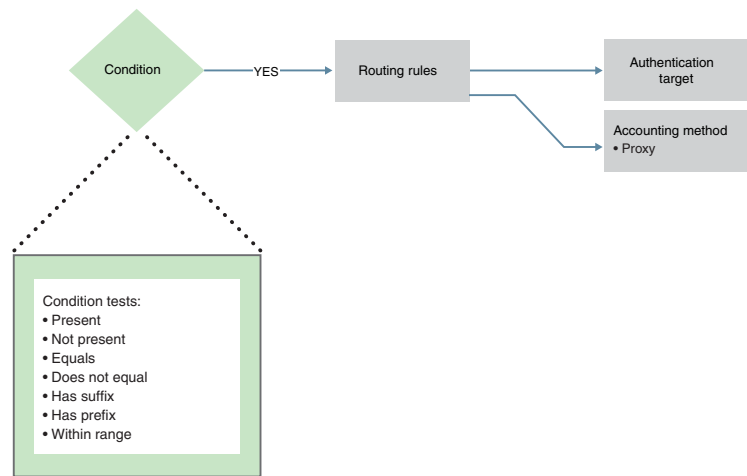 Condition
YES
Routing rules
Authentication
target
Accounting method
• Proxy
Condition tests:
• Present
• Not present
• Equals
• Does not equal
• Has suffix
• Has prefix
• Within range